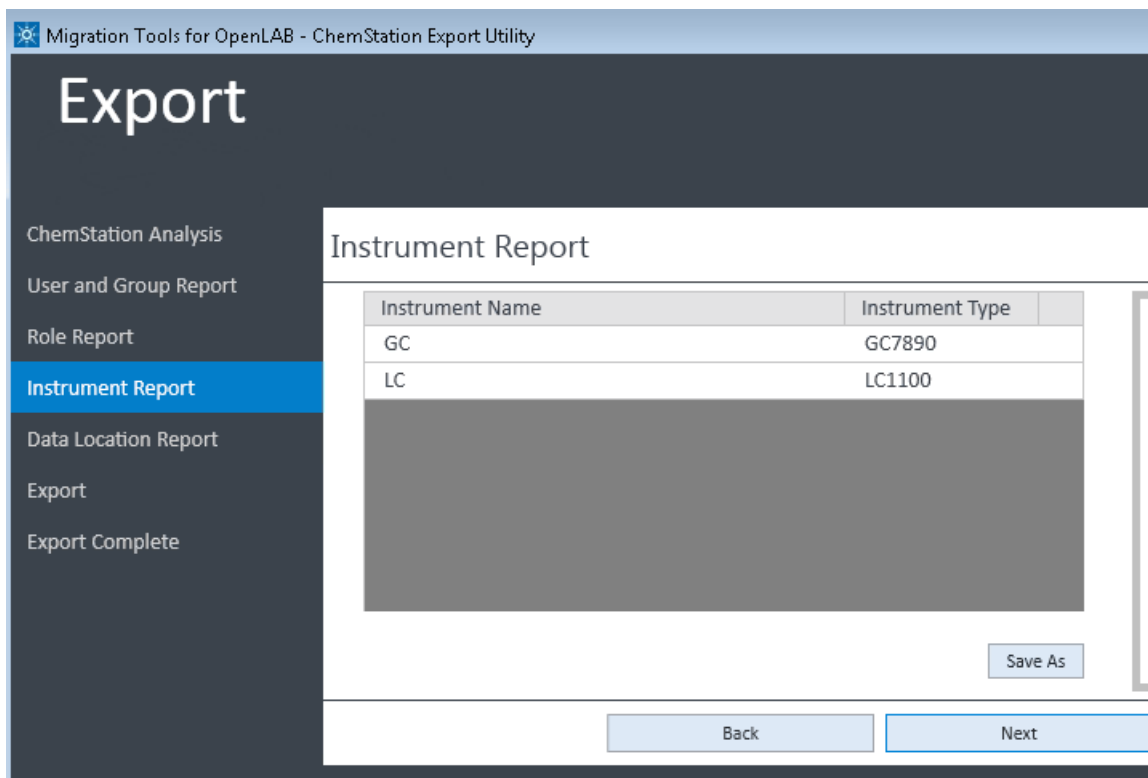 Migration Tools for OpenLAB - ChemStation Export Utility
Export
ChemStation Analysis
User and Group Report
Role Report
Instrument Report
Data Location Report
Export
Export Complete
Instrument Report
Instrument Name Instrument Type
GC GC7890
LC LC1100
Save As
Back Next